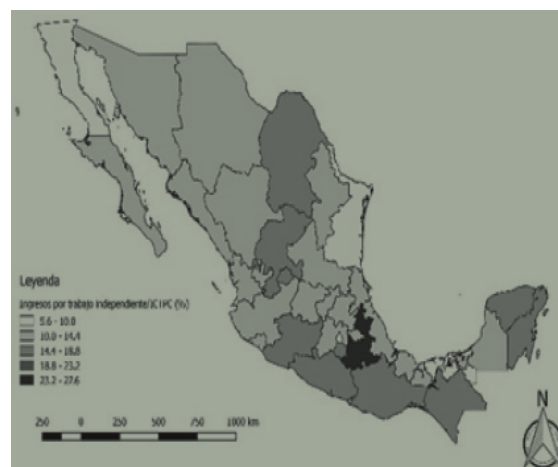 Leyenda
Ingresos por trabajo independiente/ICTPC (%)
5.6 - 10.0
10.0 - 14.4
14.4 - 18.8
18.8 - 23.2
23.2 - 27.6
250 0 250 500 750 1000 km
N